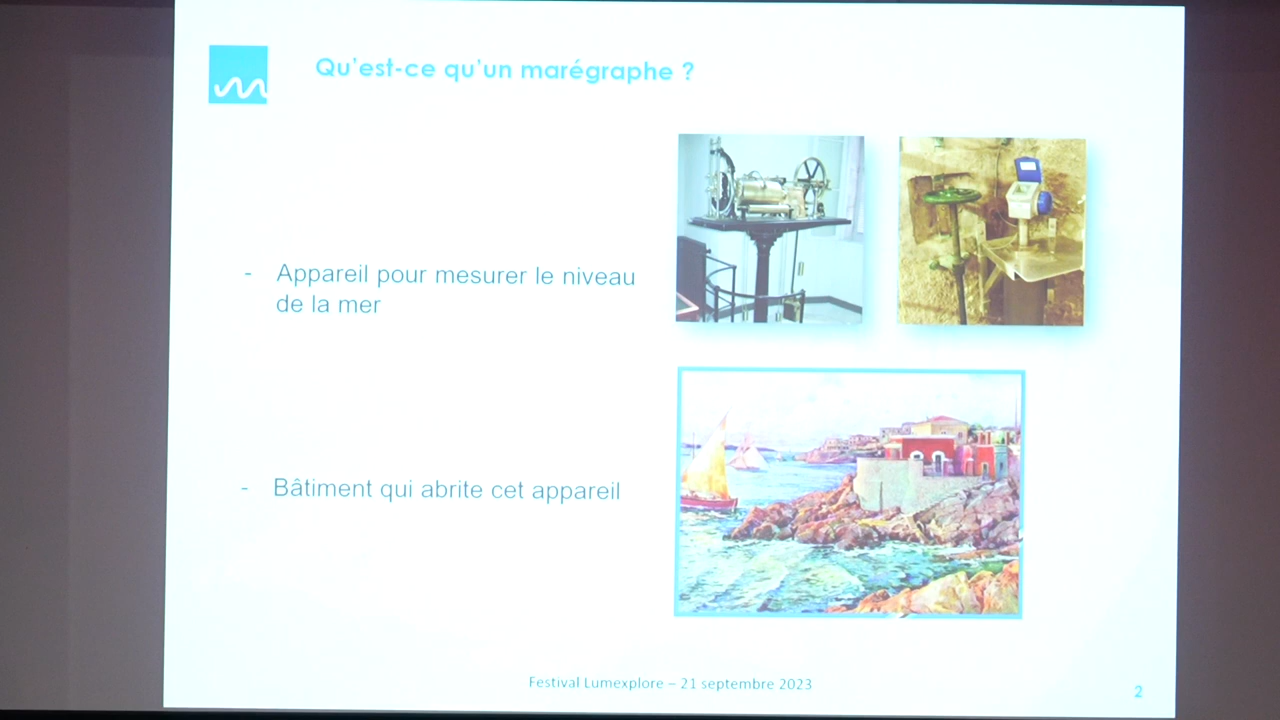 Qu'est-ce qu'un marégraphe ?
- Appareil pour mesurer le niveau
de la mer
- Bâtiment qui abrite cet appareil
Festival Lumexplore – 21 septembre 2023
2